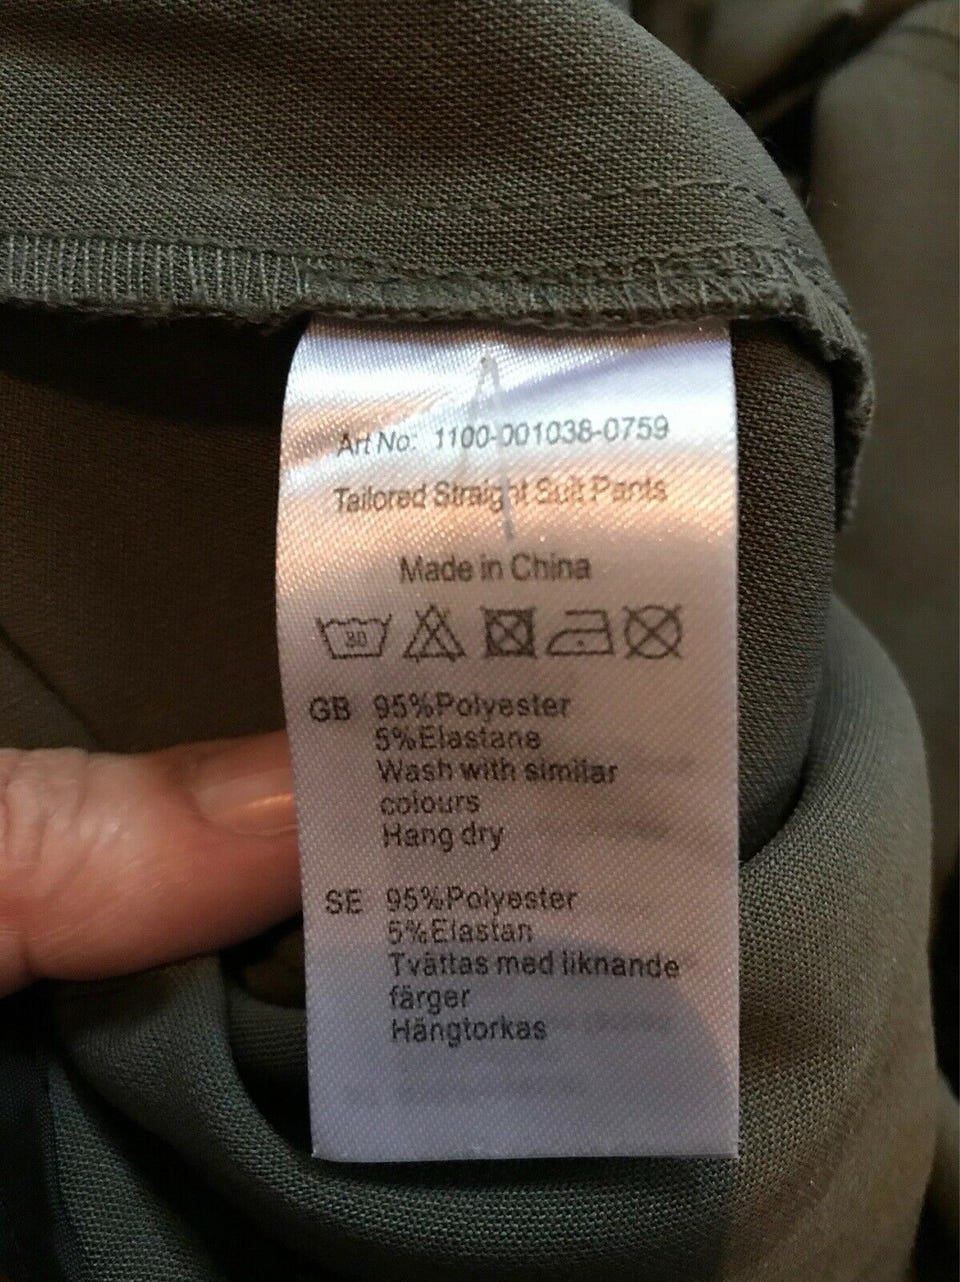 Art No: 1100-001038-0759
Tailored Straight Suit Pants
Made in China
30
GB 95%Polyester
5%Elastane
Wash with similar
colours
Hang dry
SE 95%Polyester
5%Elastan
Tvättas med liknande
färger
Hängtorkas